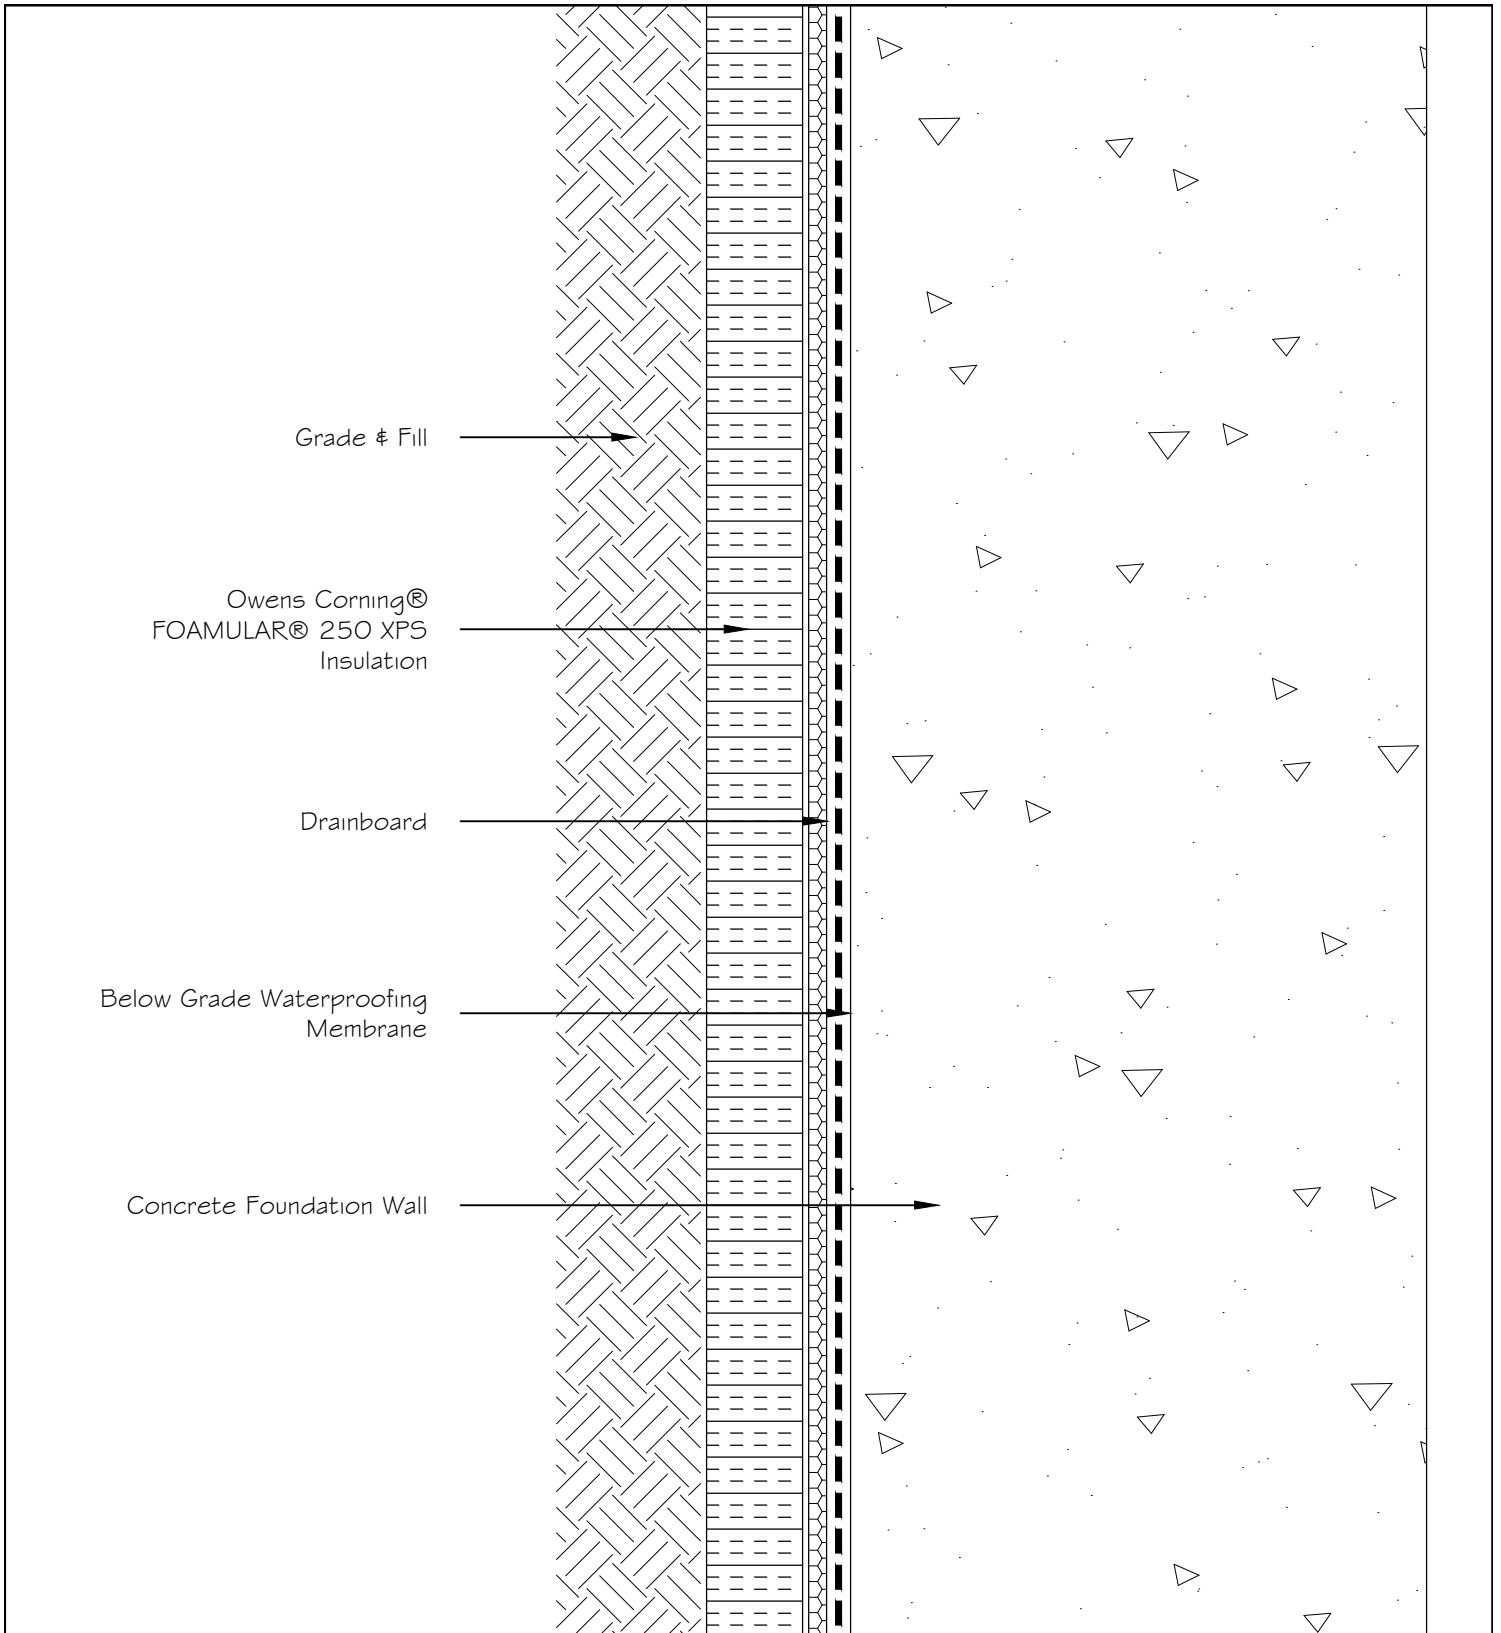 Grade & Fill
Owens Corning®
FOAMULAR® 250 XPS
Insulation
Drainboard
Below Grade Waterproofing
Membrane
Concrete Foundation Wall